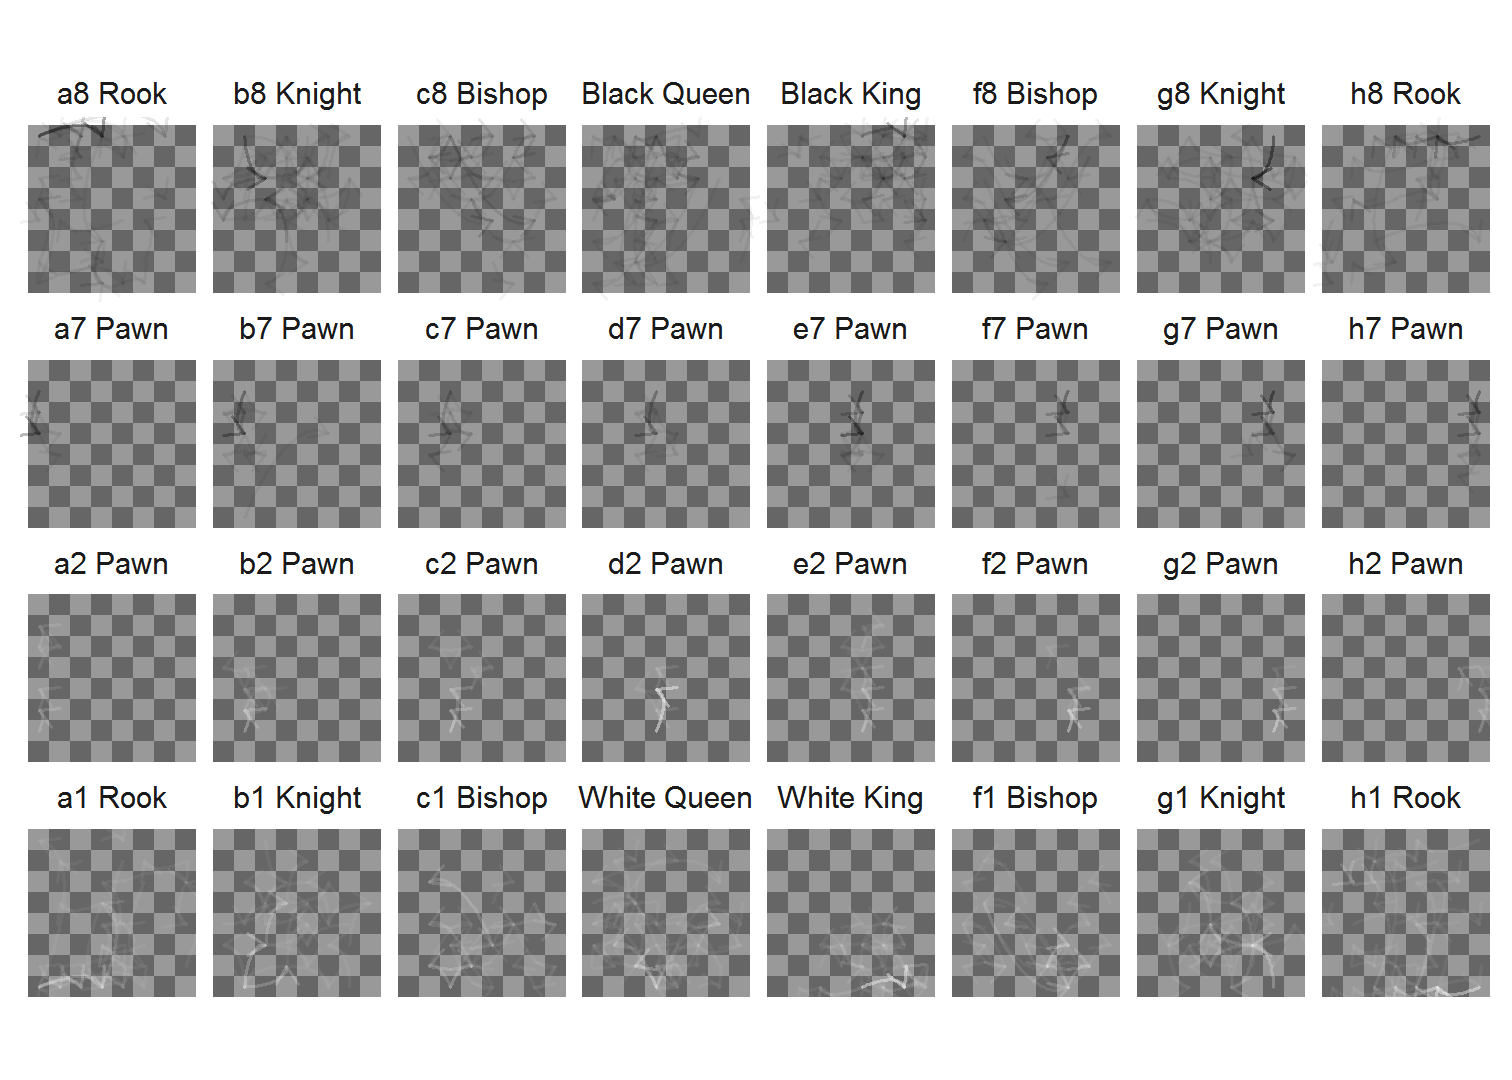 a8 Rook b8 Knight c8 Bishop Black Queen Black King f8 Bishop g8 Knight h8 Rook
a7 Pawn b7 Pawn c7 Pawn d7 Pawn e7 Pawn f7 Pawn g7 Pawn h7 Pawn
a2 Pawn b2 Pawn c2 Pawn d2 Pawn e2 Pawn f2 Pawn g2 Pawn h2 Pawn
a1 Rook b1 Knight c1 Bishop White Queen White King f1 Bishop g1 Knight h1 Rook